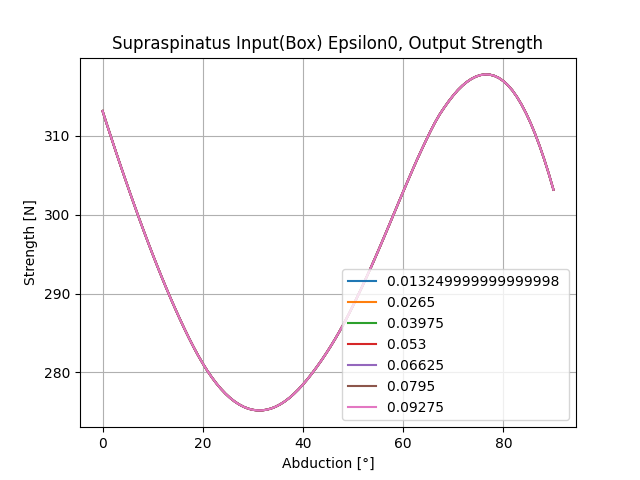 Supraspinatus Input(Box) Epsilon0, Output Strength
310
300
290
280
Strength [N]
0.013249999999999998
0.0265
0.03975
0.053
0.06625
0.0795
0.09275
0 20 40 60 80
Abduction [°]